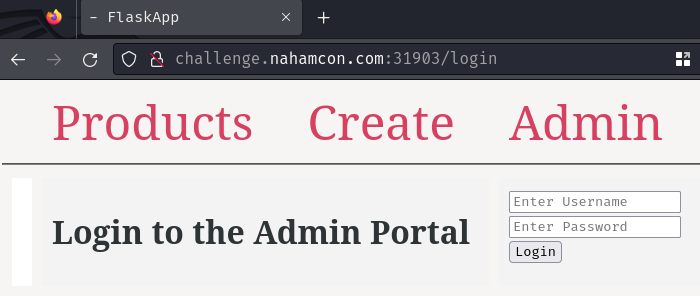 - FlaskApp
challenge.nahamcon.com:31903/login
Products Create Admin
Login to the Admin Portal
Enter Username
Enter Password
Login